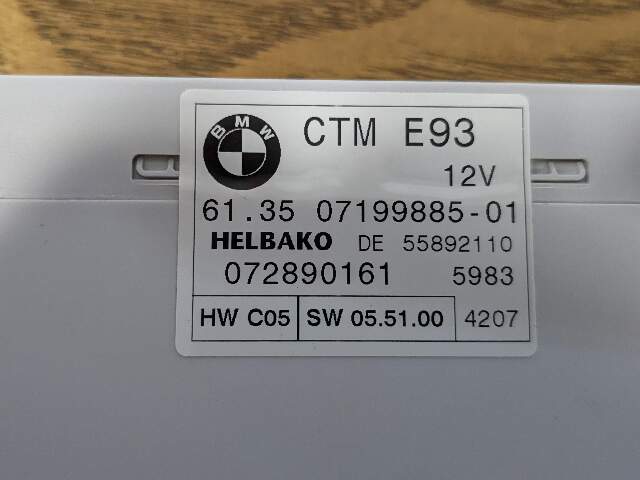 BMW
CTM E93
12V
61.35 07199885-01
HELBAKO DE 55892110
072890161 5983
HW C05 SW 05.51.00 4207